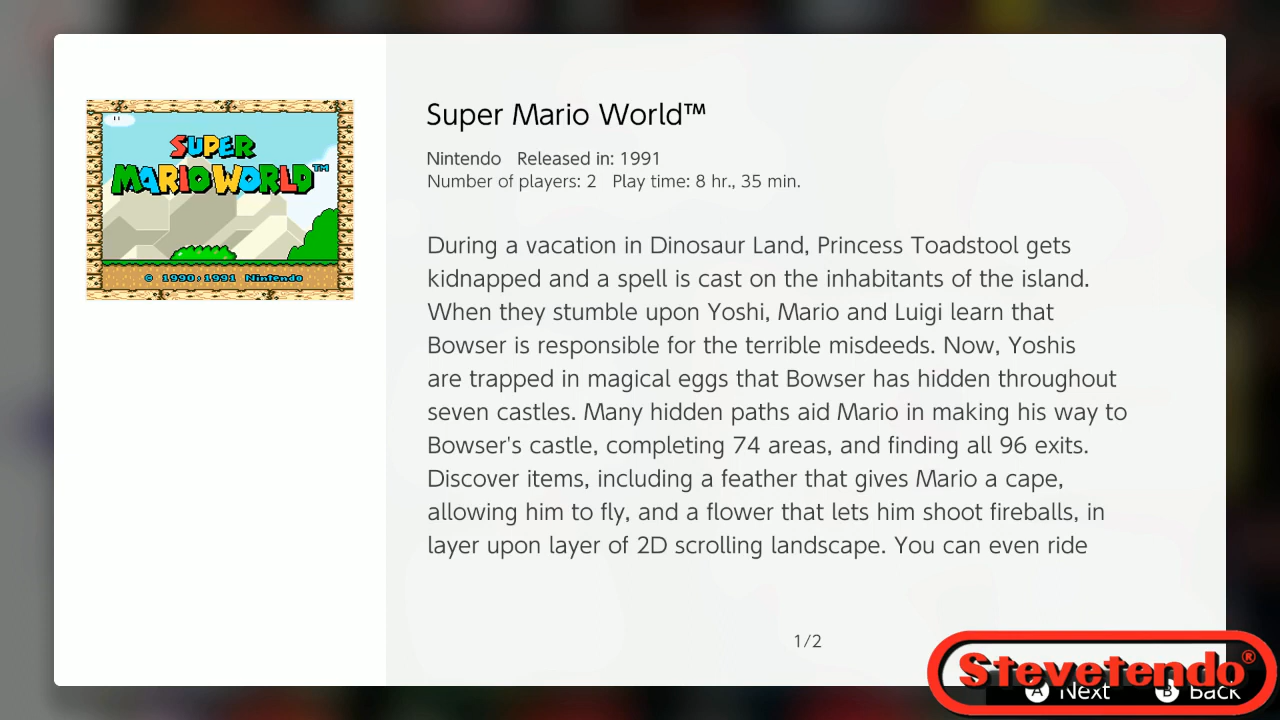 SUPER
MARIO WORLD™
© 1990,1991 Nintendo
Super Mario World™
Nintendo Released in: 1991
Number of players: 2 Play time: 8 hr., 35 min.
During a vacation in Dinosaur Land, Princess Toadstool gets
kidnapped and a spell is cast on the inhabitants of the island.
When they stumble upon Yoshi, Mario and Luigi learn that
Bowser is responsible for the terrible misdeeds. Now, Yoshis
are trapped in magical eggs that Bowser has hidden throughout
seven castles. Many hidden paths aid Mario in making his way to
Bowser's castle, completing 74 areas, and finding all 96 exits.
Discover items, including a feather that gives Mario a cape,
allowing him to fly, and a flower that lets him shoot fireballs, in
layer upon layer of 2D scrolling landscape. You can even ride
1/2
Stevetendo®
A Next B Back